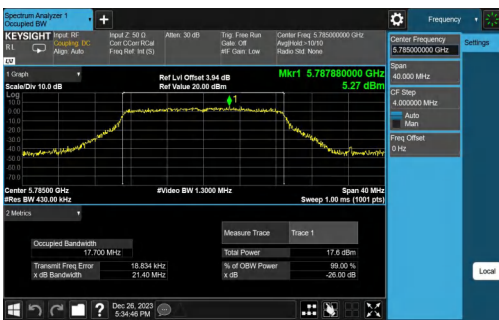 Spectrum Analyzer 1
Occupied BW
Frequency
KEYSIGHT Input: RF Input Z: 50 Ω Atten: 30 dB Trig: Free Run Center Freq: 5.785000000 GHz
RL Coupling: DC Corr CCorr RCal Gate: Off Avg|Hold:>10/10
Align: Auto Freq Ref: Int (S) #IF Gain: Low Radio Std: None
1 Graph
Scale/Div 10.0 dB
Ref Lvl Offset 3.94 dB
Ref Value 20.00 dBm
Mkr1 5.787880000 GHz
5.27 dBm
Log
10.0
0.00
-10.0
-20.0
-30.0
-40.0
-50.0
-60.0
-70.0
1
Center 5.78500 GHz #Video BW 1.3000 MHz Span 40 MHz
#Res BW 430.00 kHz Sweep 1.00 ms (1001 pts)
2 Metrics
Measure Trace Trace 1
Occupied Bandwidth
17.700 MHz Total Power 17.6 dBm
Transmit Freq Error 18.834 kHz % of OBW Power 99.00 %
x dB Bandwidth 21.40 MHz x dB -26.00 dB
Dec 26, 2023
5:34:46 PM
?
Center Frequency
5.785000000 GHz
Settings
Span
40.000 MHz
CF Step
4.000000 MHz
Auto
Man
Freq Offset
0 Hz
Local